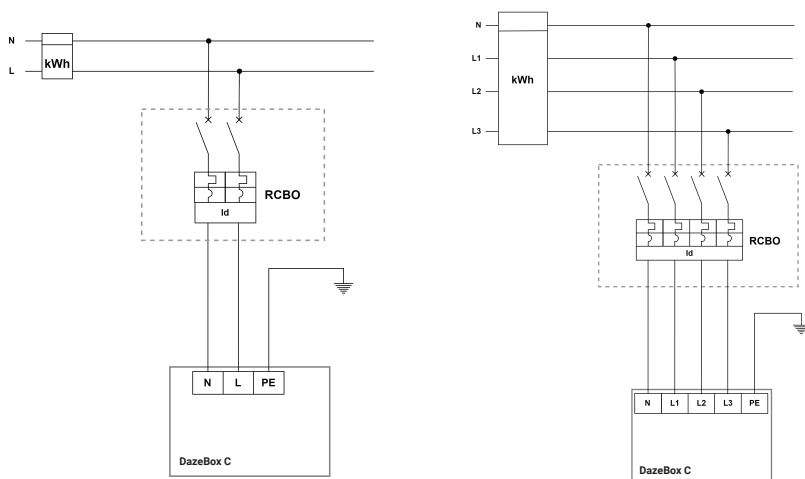 N
L
kWh
RCBO
Id
N L PE
DazeBox C
N
L1
L2
L3
kWh
RCBO
Id
N L1 L2 L3 PE
DazeBox C